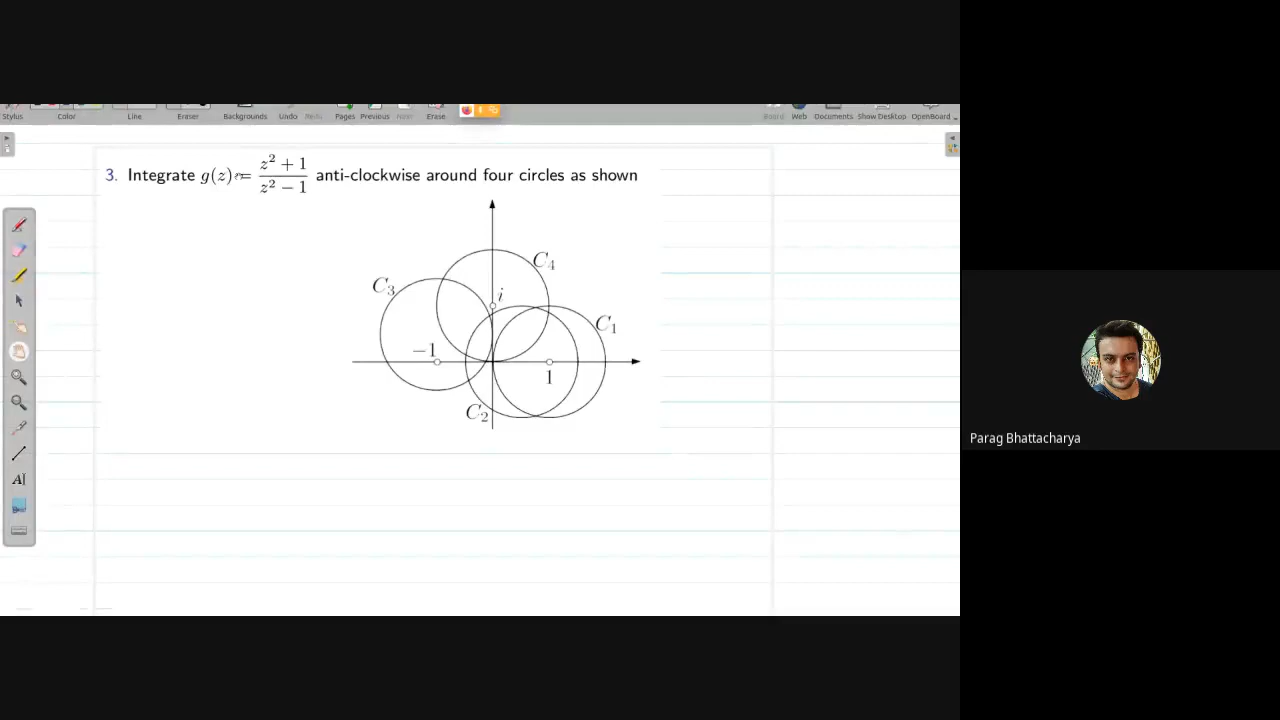 Stylus Color Line Eraser Backgrounds Undo Redo Pages Previous Next Erase Board Web Documents Show Desktop OpenBoard
3. Integrate g(z) = (z² + 1)/(z² − 1) anti-clockwise around four circles as shown
C₄
C₃
i
C₁
−1
1
C₂
Parag Bhattacharya